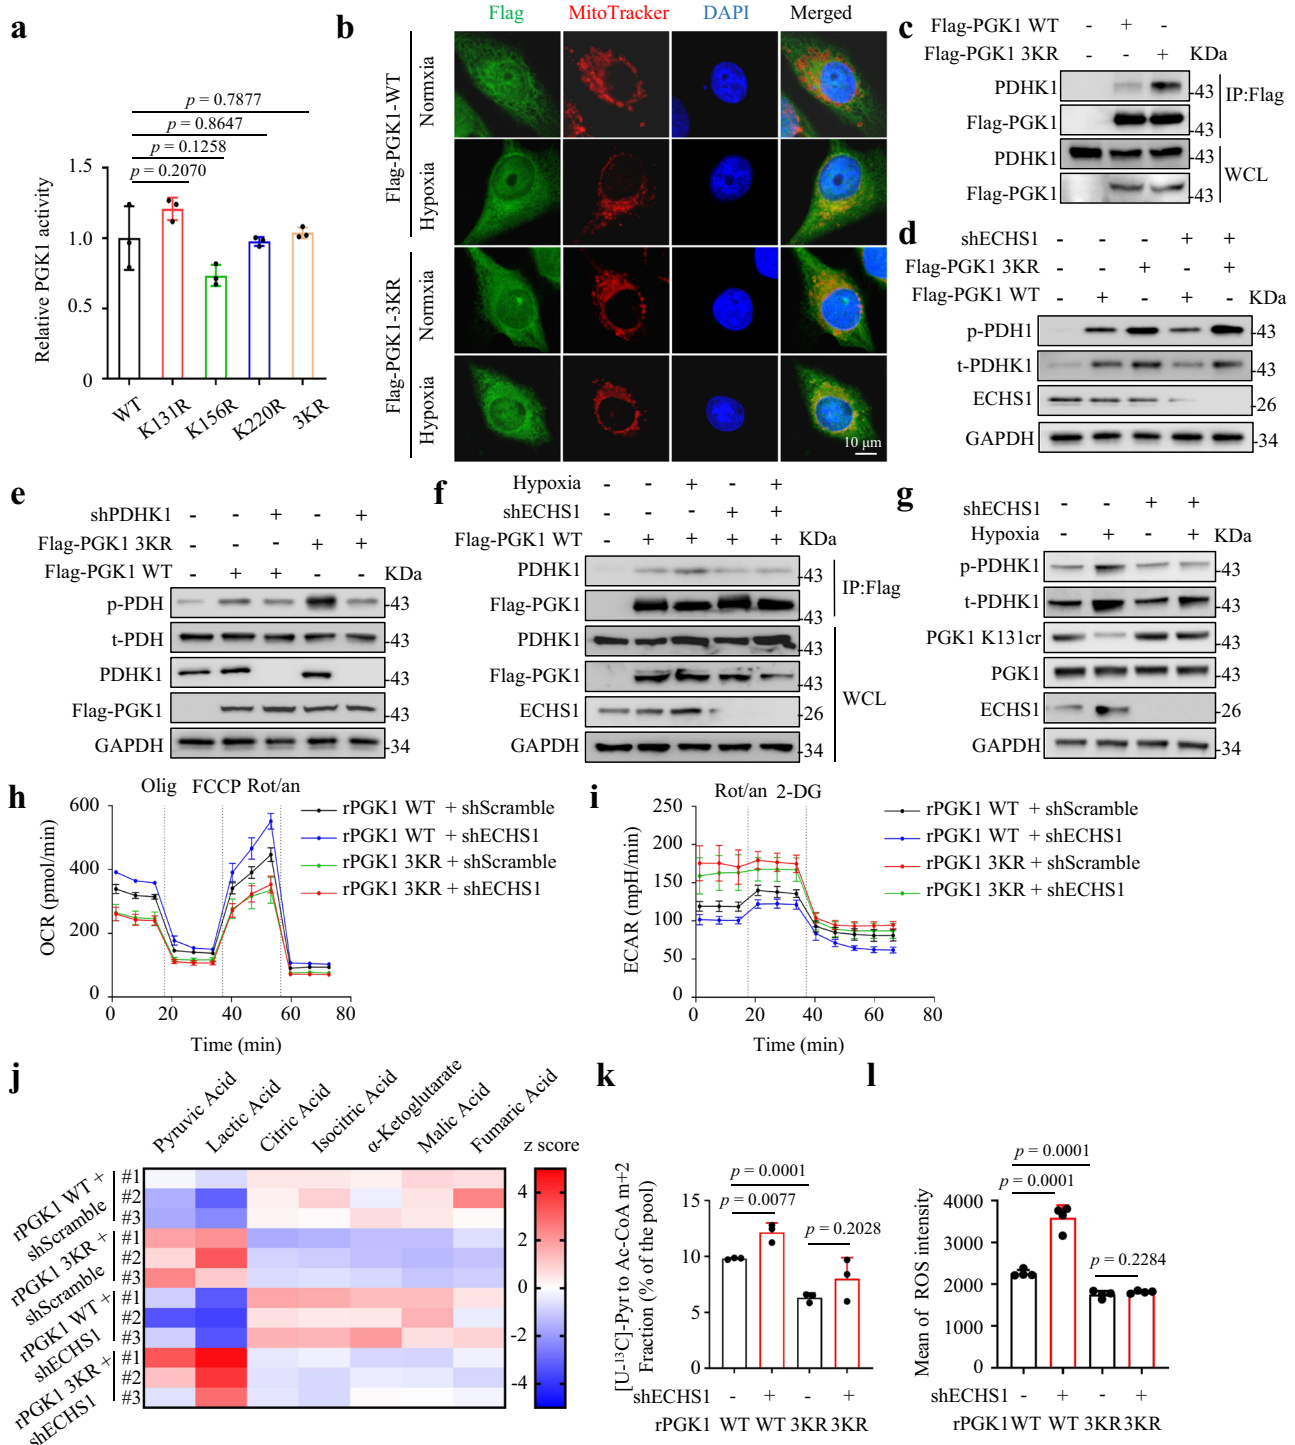 a
p = 0.7877
p = 0.8647
p = 0.1258
p = 0.2070
Relative PGK1 activity
1.5
1.0
0.5
0
WT
K131R
K156R
K220R
3KR
b
Flag
MitoTracker
DAPI
Merged
Flag-PGK1-WT
Normxia
Hypoxia
Flag-PGK1-3KR
Normxia
Hypoxia
10 μm
c
Flag-PGK1 WT - + -
Flag-PGK1 3KR - - + KDa
PDHK1 -43
Flag-PGK1 -43
IP:Flag
PDHK1 -43
Flag-PGK1 -43
WCL
d
shECHS1 - - - + +
Flag-PGK1 3KR - - + - +
Flag-PGK1 WT - + - + -
KDa
p-PDH1 -43
t-PDHK1 -43
ECHS1 -26
GAPDH -34
e
shPDHK1 - - + - +
Flag-PGK1 3KR - - - + +
Flag-PGK1 WT - + + - - KDa
p-PDH -43
t-PDH -43
PDHK1 -43
Flag-PGK1 -43
GAPDH -34
f
Hypoxia - - + - +
shECHS1 - - - + +
Flag-PGK1 WT - + + + + KDa
PDHK1 -43
Flag-PGK1 -43
IP:Flag
PDHK1 -43
Flag-PGK1 -43
ECHS1 -26
GAPDH -34
WCL
g
shECHS1 - - + +
Hypoxia - + - + KDa
p-PDHK1 -43
t-PDHK1 -43
PGK1 K131cr -43
PGK1 -43
ECHS1 -26
GAPDH -34
h
Olig FCCP Rot/an
OCR (pmol/min)
600
400
200
0
0 20 40 60 80
Time (min)
rPGK1 WT + shScramble
rPGK1 WT + shECHS1
rPGK1 3KR + shScramble
rPGK1 3KR + shECHS1
i
Rot/an 2-DG
ECAR (mpH/min)
250
200
150
100
50
0
0 20 40 60 80
Time (min)
rPGK1 WT + shScramble
rPGK1 WT + shECHS1
rPGK1 3KR + shScramble
rPGK1 3KR + shECHS1
j
Pyruvic Acid
Lactic Acid
Citric Acid
Isocitric Acid
α-Ketoglutarate
Malic Acid
Fumaric Acid
z score
rPGK1 WT +
shScramble
#1
#2
#3
rPGK1 3KR +
shScramble
#1
#2
#3
rPGK1 WT +
shECHS1
#1
#2
#3
rPGK1 3KR +
shECHS1
#1
#2
#3
4
2
0
-2
-4
k
p = 0.0001
p = 0.0077
p = 0.2028
[U-¹³C]-Pyr to Ac-CoA m+2
Fraction (% of the pool)
15
10
5
0
shECHS1 - + - +
rPGK1 WT WT 3KR 3KR
l
p = 0.0001
p = 0.0001
p = 0.2284
Mean of ROS intensity
4000
3000
2000
1000
0
shECHS1 - + - +
rPGK1 WT WT 3KR 3KR